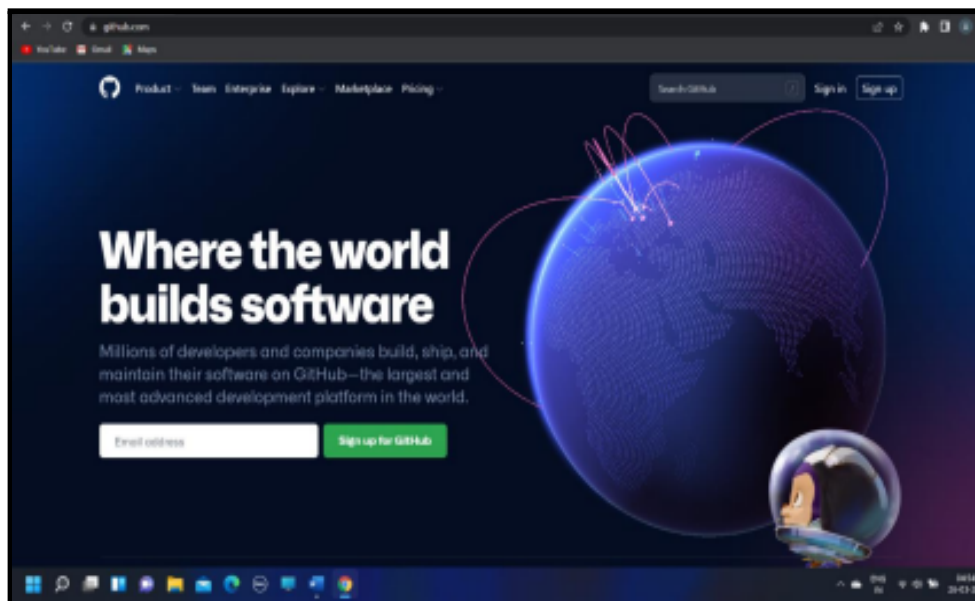 github.com
YouTube Gmail Maps
Product Team Enterprise Explore Marketplace Pricing
Search GitHub /
Sign in Sign up
Where the world
builds software
Millions of developers and companies build, ship, and
maintain their software on GitHub—the largest and
most advanced development platform in the world.
Email address
Sign up for GitHub
ENG
IN